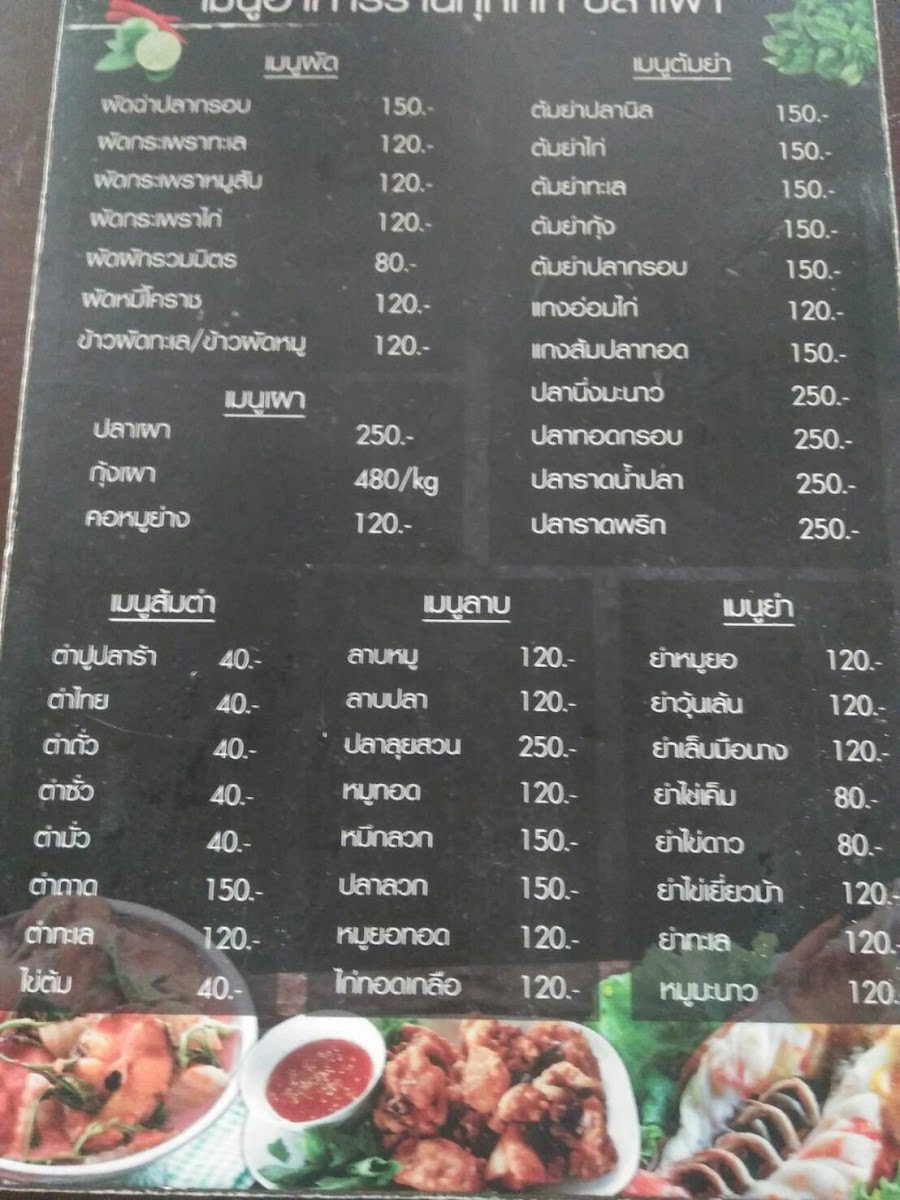 เมนูอาหารร้านกุ๊กกิ๊ก ปลาเผา
เมนูผัด
ผัดฉ่าปลากรอบ 150.-
ผัดกระเพราทะเล 120.-
ผัดกระเพราหมูสับ 120.-
ผัดกระเพราไก่ 120.-
ผัดผักรวมมิตร 80.-
ผัดหมี่โคราช 120.-
ข้าวผัดทะเล/ข้าวผัดหมู 120.-
เมนูต้มยำ
ต้มยำปลานิล 150.-
ต้มยำไก่ 150.-
ต้มยำทะเล 150.-
ต้มยำกุ้ง 150.-
ต้มยำปลากรอบ 150.-
แกงอ่อมไก่ 120.-
แกงส้มปลาทอด 150.-
ปลานึ่งมะนาว 250.-
ปลาทอดกรอบ 250.-
ปลาราดน้ำปลา 250.-
ปลาราดพริก 250.-
เมนูเผา
ปลาเผา 250.-
กุ้งเผา 480/kg
คอหมูย่าง 120.-
เมนูส้มตำ
ตำปูปลาร้า 40.-
ตำไทย 40.-
ตำถั่ว 40.-
ตำซั่ว 40.-
ตำมั่ว 40.-
ตำถาด 150.-
ตำทะเล 120.-
ไข่ต้ม 40.-
เมนูลาบ
ลาบหมู 120.-
ลาบปลา 120.-
ปลาลุยสวน 250.-
หมูทอด 120.-
หมึกลวก 150.-
ปลาลวก 150.-
หมูยอทอด 120.-
ไก่ทอดเกลือ 120.-
เมนูยำ
ยำหมูยอ 120.-
ยำวุ้นเส้น 120.-
ยำเล็บมือนาง 120.-
ยำไข่เค็ม 80.-
ยำไข่ดาว 80.-
ยำไข่เยี่ยวม้า 120.-
ยำทะเล 120.-
หมูมะนาว 120.